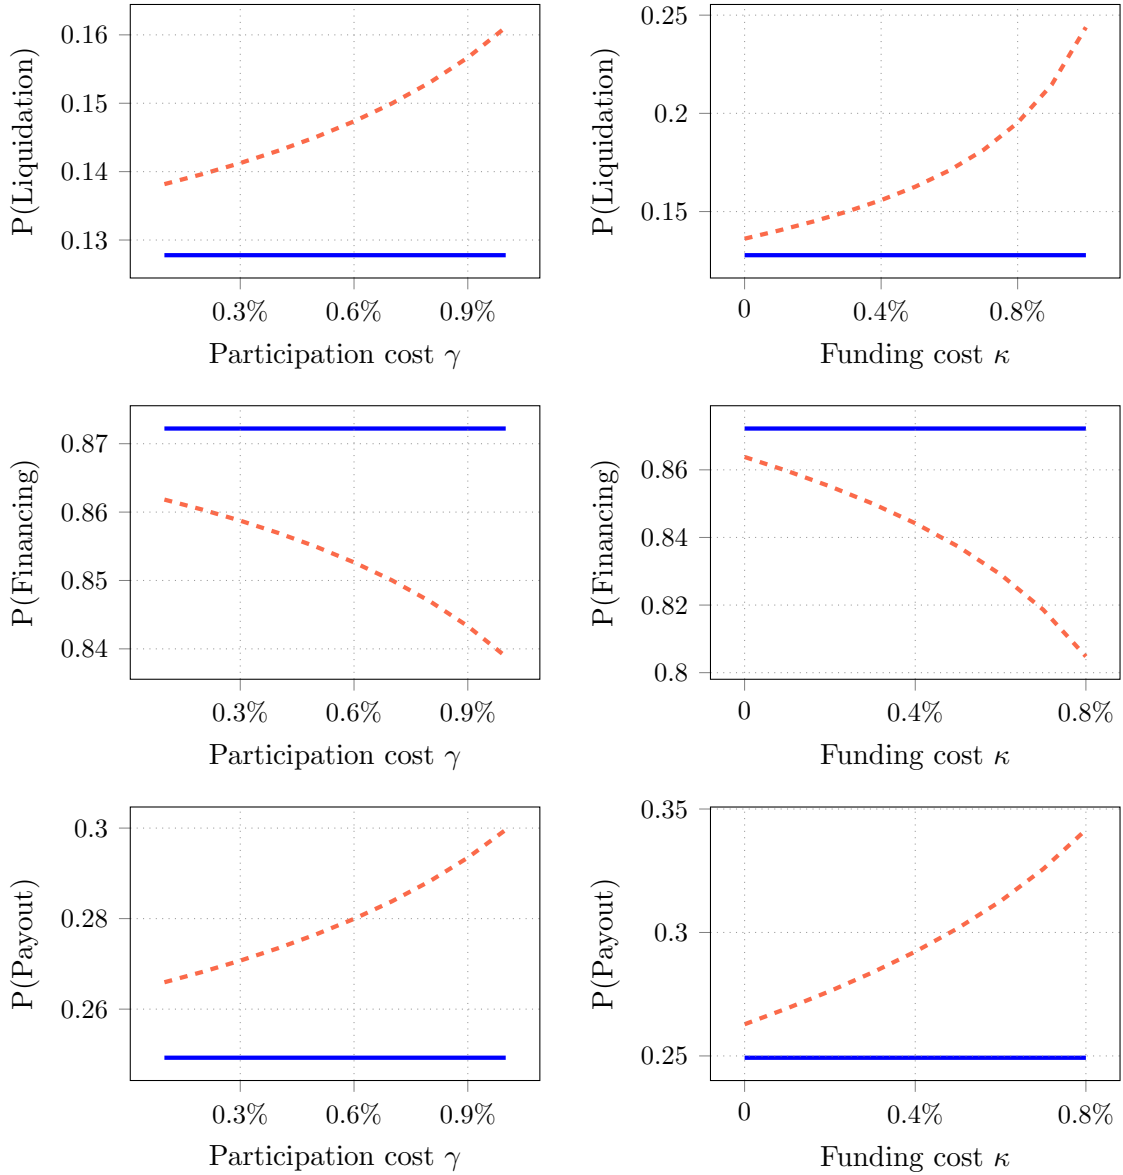 0.16
0.15
0.14
0.13
P(Liquidation)
0.3% 0.6% 0.9%
Participation cost γ
0.25
0.2
0.15
P(Liquidation)
0 0.4% 0.8%
Funding cost κ
0.87
0.86
0.85
0.84
P(Financing)
0.3% 0.6% 0.9%
Participation cost γ
0.86
0.84
0.82
0.8
P(Financing)
0 0.4% 0.8%
Funding cost κ
0.3
0.28
0.26
P(Payout)
0.3% 0.6% 0.9%
Participation cost γ
0.35
0.3
0.25
P(Payout)
0 0.4% 0.8%
Funding cost κ